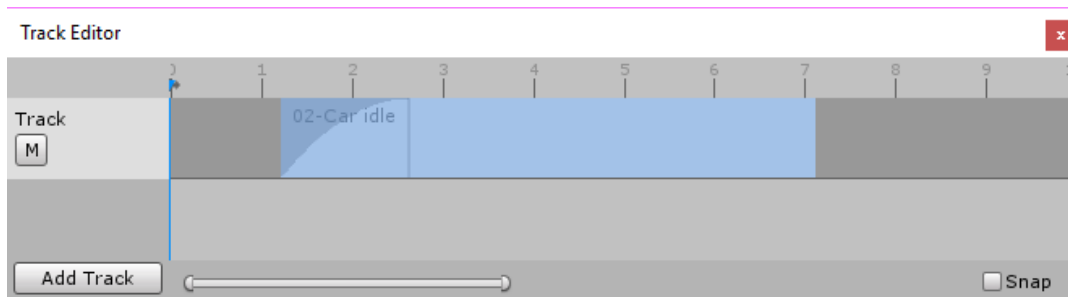 Track Editor
x
0 1 2 3 4 5 6 7 8 9
Track
02-Car idle
M
Add Track
Snap